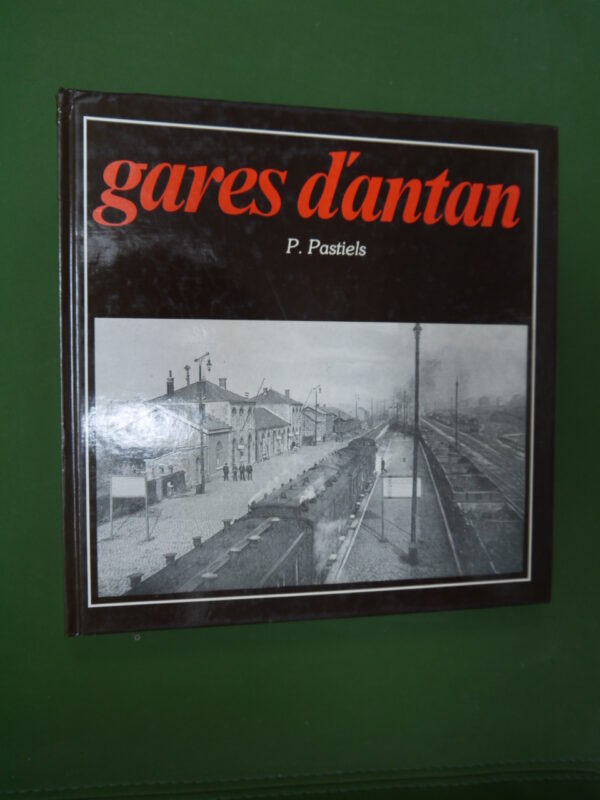 gares d'antan
P. Pastiels